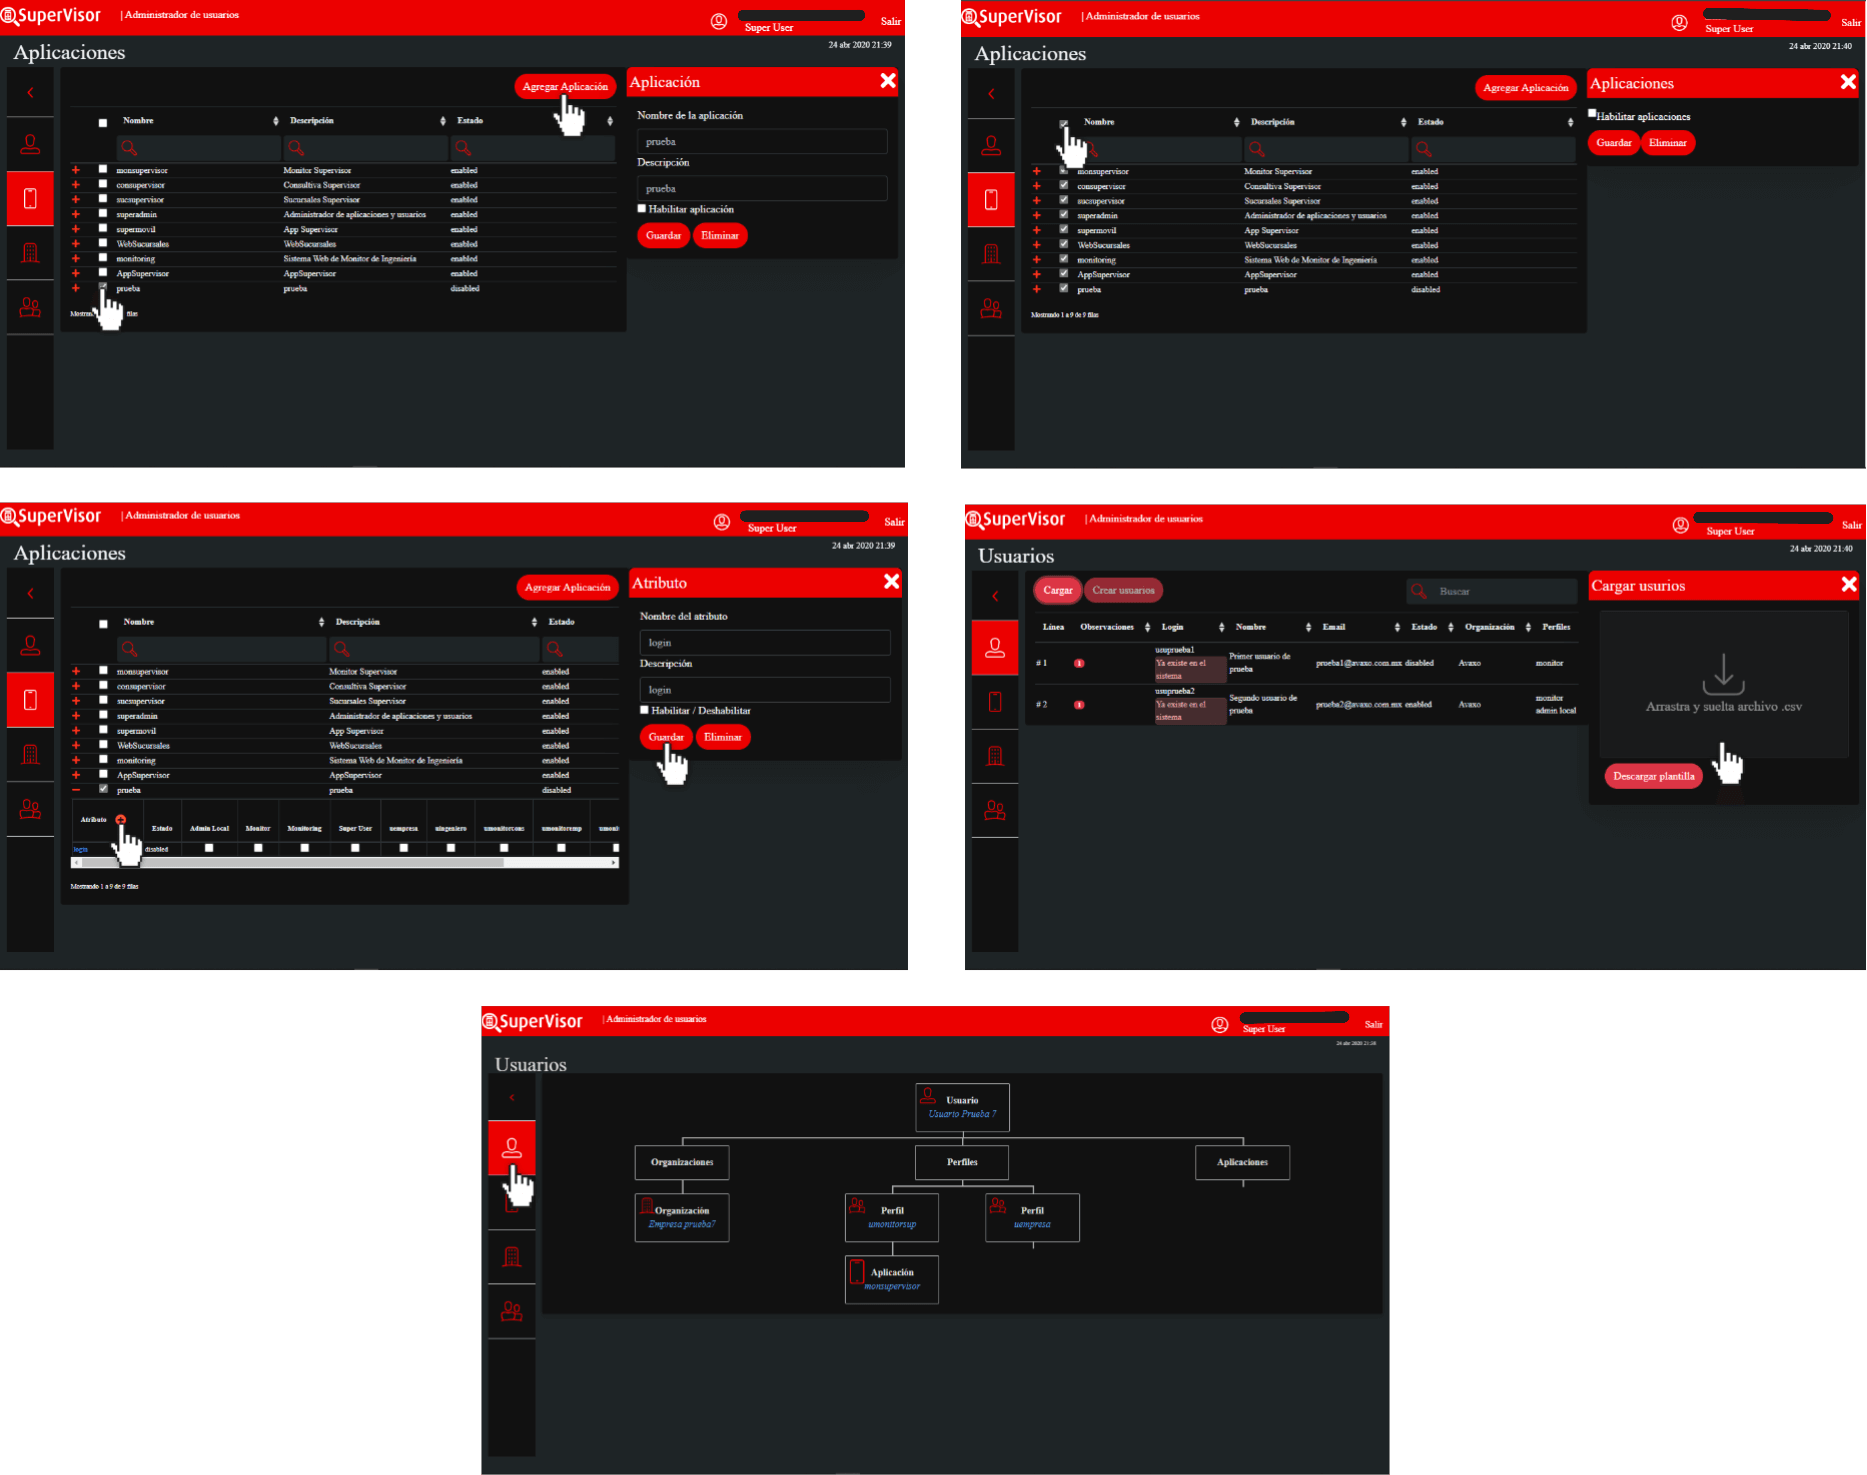 SuperVisor | Administrador de usuarios
Super User
Salir
Aplicaciones
24 abr 2020 21:39
Agregar Aplicación
Nombre Descripción Estado
monsupervisor Monitor Supervisor enabled
consupervisor Consultiva Supervisor enabled
sucsupervisor Sucursales Supervisor enabled
superadmin Administrador de aplicaciones y usuarios enabled
supermovil App Supervisor enabled
WebSucursales WebSucursales enabled
monitoring Sistema Web de Monitor de Ingeniería enabled
AppSupervisor AppSupervisor enabled
prueba prueba disabled
filas
Aplicación
Nombre de la aplicación
prueba
Descripción
prueba
Habilitar aplicación
Guardar Eliminar
SuperVisor | Administrador de usuarios
Super User
Salir
Aplicaciones
24 abr 2020 21:40
Agregar Aplicación
Nombre Descripción Estado
monsupervisor Monitor Supervisor enabled
consupervisor Consultiva Supervisor enabled
sucsupervisor Sucursales Supervisor enabled
superadmin Administrador de aplicaciones y usuarios enabled
supermovil App Supervisor enabled
WebSucursales WebSucursales enabled
monitoring Sistema Web de Monitor de Ingeniería enabled
AppSupervisor AppSupervisor enabled
prueba prueba disabled
Mostrando 1 a 9 de 9 filas
Aplicaciones
Habilitar aplicaciones
Guardar Eliminar
SuperVisor | Administrador de usuarios
Super User
Salir
Aplicaciones
24 abr 2020 21:39
Agregar Aplicación
Nombre Descripción Estado
monsupervisor Monitor Supervisor enabled
consupervisor Consultiva Supervisor enabled
sucsupervisor Sucursales Supervisor enabled
superadmin Administrador de aplicaciones y usuarios enabled
supermovil App Supervisor enabled
WebSucursales WebSucursales enabled
monitoring Sistema Web de Monitor de Ingeniería enabled
AppSupervisor AppSupervisor enabled
prueba prueba disabled
Atributo Estado Admin Local Monitor Monitoring Super User uempresa uingeniero umonitorcons umonitoremp
login disabled
Mostrando 1 a 9 de 9 filas
Atributo
Nombre del atributo
login
Descripción
login
Habilitar / Deshabilitar
Guardar Eliminar
SuperVisor | Administrador de usuarios
Super User
Salir
Usuarios
24 abr 2020 21:40
Cargar Crear usuarios
Buscar
Línea Observaciones Login Nombre Email Estado Organización Perfiles
# 1 1 usuprueba1 Ya existe en el sistema Primer usuario de prueba prueba1@avaxo.com.mx disabled Avaxo monitor
# 2 1 usuprueba2 Ya existe en el sistema Segundo usuario de prueba prueba2@avaxo.com.mx enabled Avaxo monitor admin local
Cargar usurios
Arrastra y suelta archivo .csv
Descargar plantilla
SuperVisor | Administrador de usuarios
Super User
Salir
Usuarios
Usuario
Usuario Prueba 7
Organizaciones Perfiles Aplicaciones
Organización
Empresa prueba7
Perfil
umonitorsup
Perfil
uempresa
Aplicación
monsupervisor